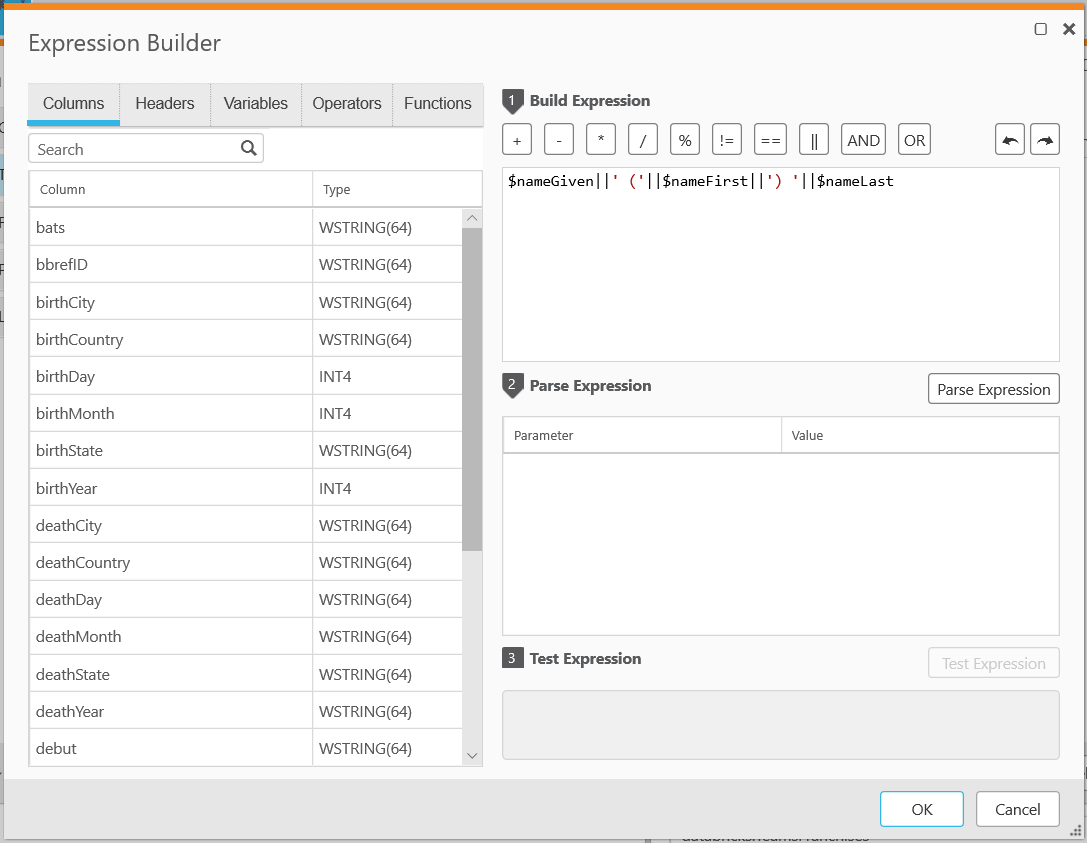 Expression Builder
Columns Headers Variables Operators Functions
Search
Column Type
bats WSTRING(64)
bbrefID WSTRING(64)
birthCity WSTRING(64)
birthCountry WSTRING(64)
birthDay INT4
birthMonth INT4
birthState WSTRING(64)
birthYear INT4
deathCity WSTRING(64)
deathCountry WSTRING(64)
deathDay WSTRING(64)
deathMonth WSTRING(64)
deathState WSTRING(64)
deathYear WSTRING(64)
debut WSTRING(64)
1 Build Expression
+ - * / % != == || AND OR
$nameGiven||' ('||$nameFirst||') '||$nameLast
2 Parse Expression Parse Expression
Parameter Value
3 Test Expression Test Expression
OK Cancel